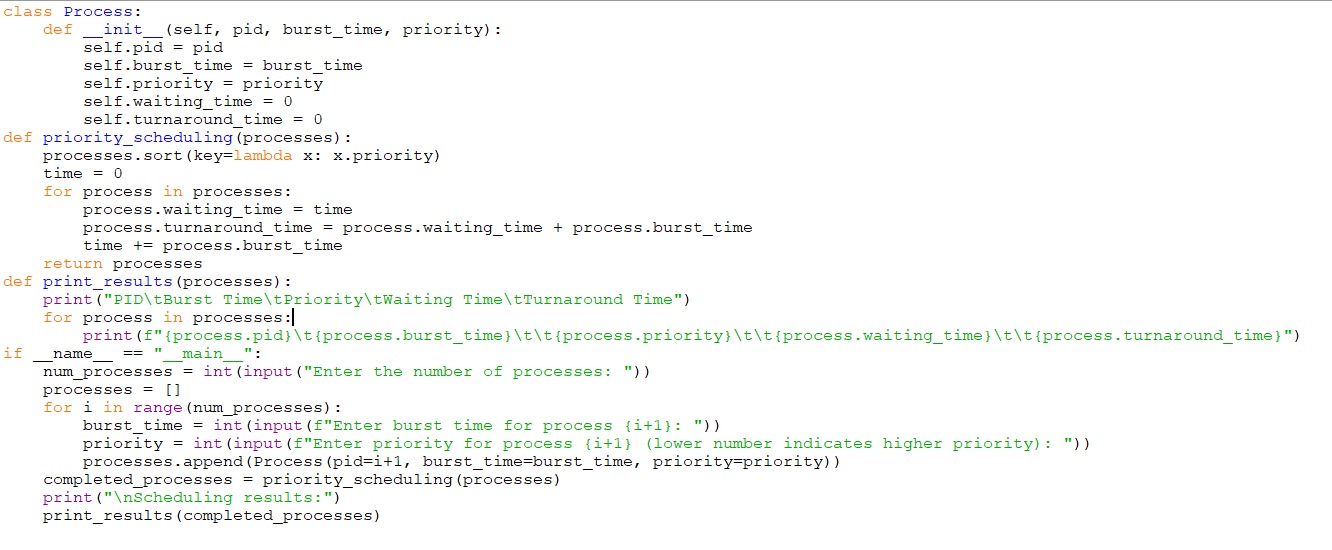 class Process:
    def __init__(self, pid, burst_time, priority):
        self.pid = pid
        self.burst_time = burst_time
        self.priority = priority
        self.waiting_time = 0
        self.turnaround_time = 0
def priority_scheduling(processes):
    processes.sort(key=lambda x: x.priority)
    time = 0
    for process in processes:
        process.waiting_time = time
        process.turnaround_time = process.waiting_time + process.burst_time
        time += process.burst_time
    return processes
def print_results(processes):
    print("PID\tBurst Time\tPriority\tWaiting Time\tTurnaround Time")
    for process in processes:
        print(f"{process.pid}\t{process.burst_time}\t\t{process.priority}\t\t{process.waiting_time}\t\t{process.turnaround_time}")
if __name__ == "__main__":
    num_processes = int(input("Enter the number of processes: "))
    processes = []
    for i in range(num_processes):
        burst_time = int(input(f"Enter burst time for process {i+1}: "))
        priority = int(input(f"Enter priority for process {i+1} (lower number indicates higher priority): "))
        processes.append(Process(pid=i+1, burst_time=burst_time, priority=priority))
    completed_processes = priority_scheduling(processes)
    print("\nScheduling results:")
    print_results(completed_processes)